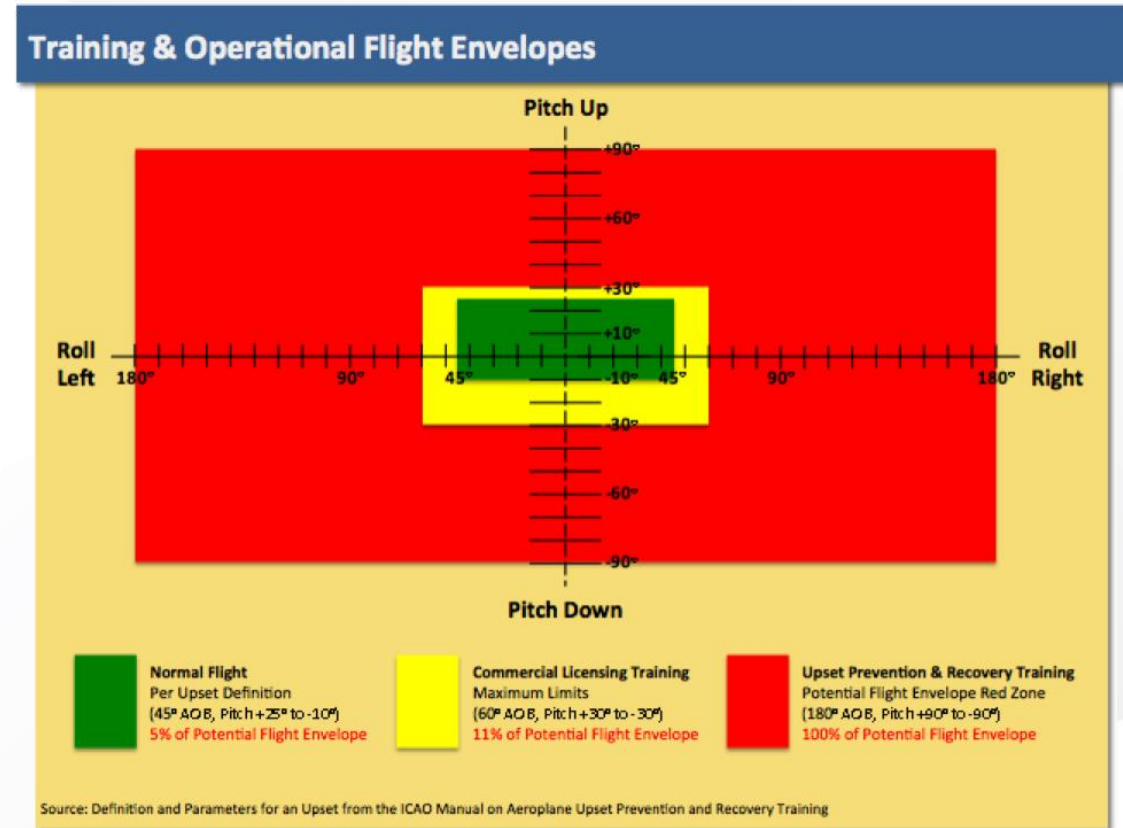 Training & Operational Flight Envelopes
Pitch Up
+90°
+60°
+30°
+10°
Roll Left
180°
90°
45°
-10°
45°
90°
180°
Roll Right
-30°
-60°
-90°
Pitch Down
Normal Flight
Per Upset Definition
(45° AOB, Pitch +25° to -10°)
5% of Potential Flight Envelope
Commercial Licensing Training
Maximum Limits
(60° AOB, Pitch +30° to -30°)
11% of Potential Flight Envelope
Upset Prevention & Recovery Training
Potential Flight Envelope Red Zone
(180° AOB, Pitch +90° to -90°)
100% of Potential Flight Envelope
Source: Definition and Parameters for an Upset from the ICAO Manual on Aeroplane Upset Prevention and Recovery Training